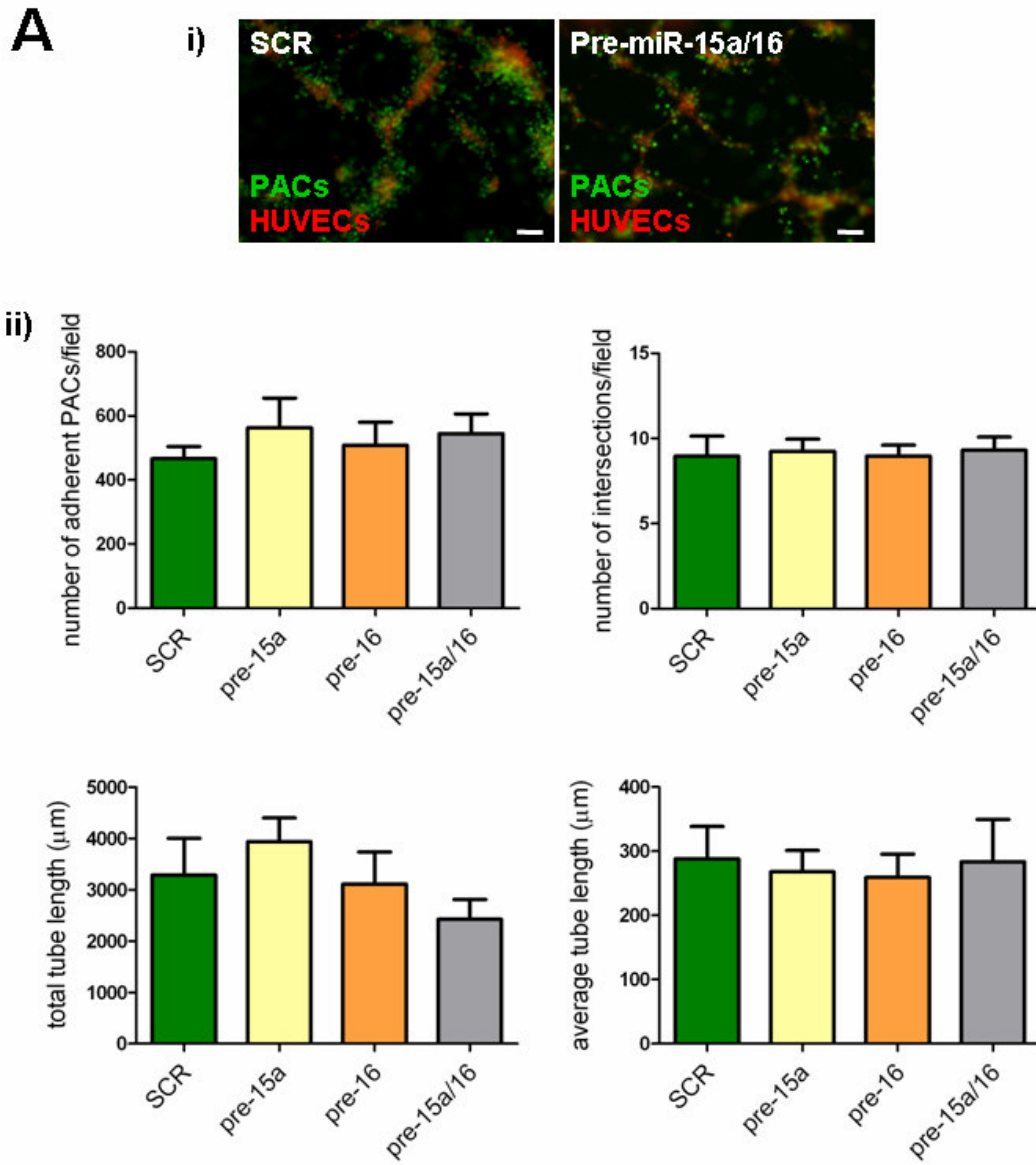 A
i)
SCR
PACs
HUVECs
Pre-miR-15a/16
PACs
HUVECs
ii)
number of adherent PACs/field
800
600
400
200
0
SCR
pre-15a
pre-16
pre-15a/16
number of intersections/field
15
10
5
0
SCR
pre-15a
pre-16
pre-15a/16
total tube length (μm)
5000
4000
3000
2000
1000
0
SCR
pre-15a
pre-16
pre-15a/16
average tube length (μm)
400
300
200
100
0
SCR
pre-15a
pre-16
pre-15a/16